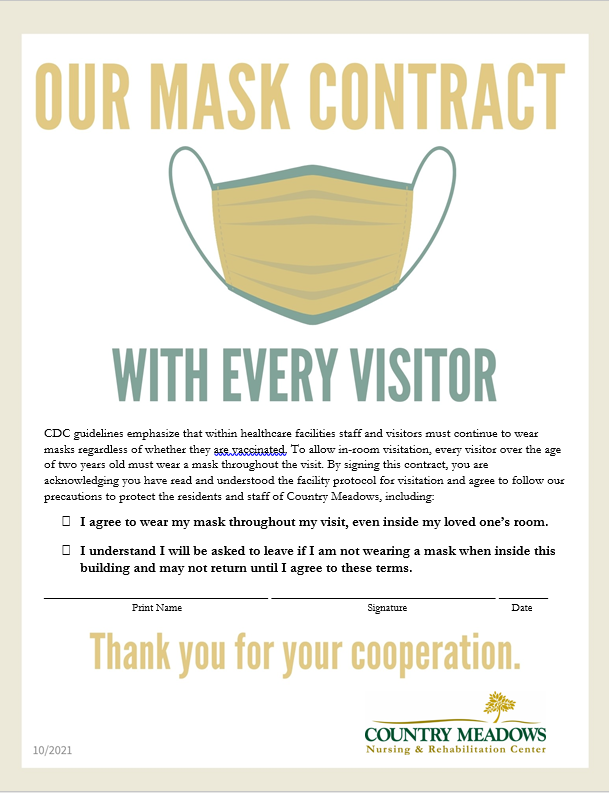 OUR MASK CONTRACT
WITH EVERY VISITOR
CDC guidelines emphasize that within healthcare facilities staff and visitors must continue to wear
masks regardless of whether they are vaccinated. To allow in-room visitation, every visitor over the age
of two years old must wear a mask throughout the visit. By signing this contract, you are
acknowledging you have read and understood the facility protocol for visitation and agree to follow our
precautions to protect the residents and staff of Country Meadows, including:
☐ I agree to wear my mask throughout my visit, even inside my loved one’s room.
☐ I understand I will be asked to leave if I am not wearing a mask when inside this
building and may not return until I agree to these terms.
Print Name Signature Date
Thank you for your cooperation.
COUNTRY MEADOWS
Nursing & Rehabilitation Center
10/2021